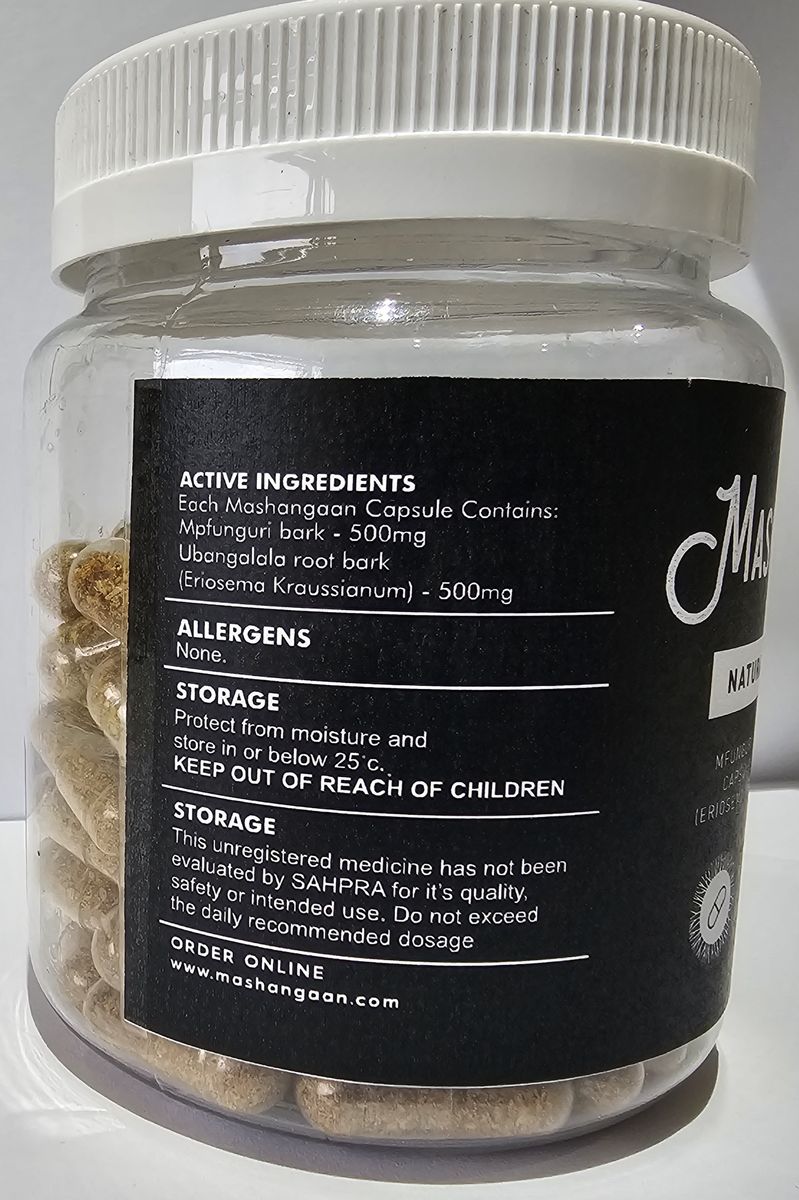 ACTIVE INGREDIENTS
Each Mashangaan Capsule Contains:
Mpfunguri bark - 500mg
Ubangalala root bark
(Eriosema Kraussianum) - 500mg
ALLERGENS
None.
STORAGE
Protect from moisture and
store in or below 25°c.
KEEP OUT OF REACH OF CHILDREN
STORAGE
This unregistered medicine has not been
evaluated by SAHPRA for it's quality,
safety or intended use. Do not exceed
the daily recommended dosage
ORDER ONLINE
www.mashangaan.com